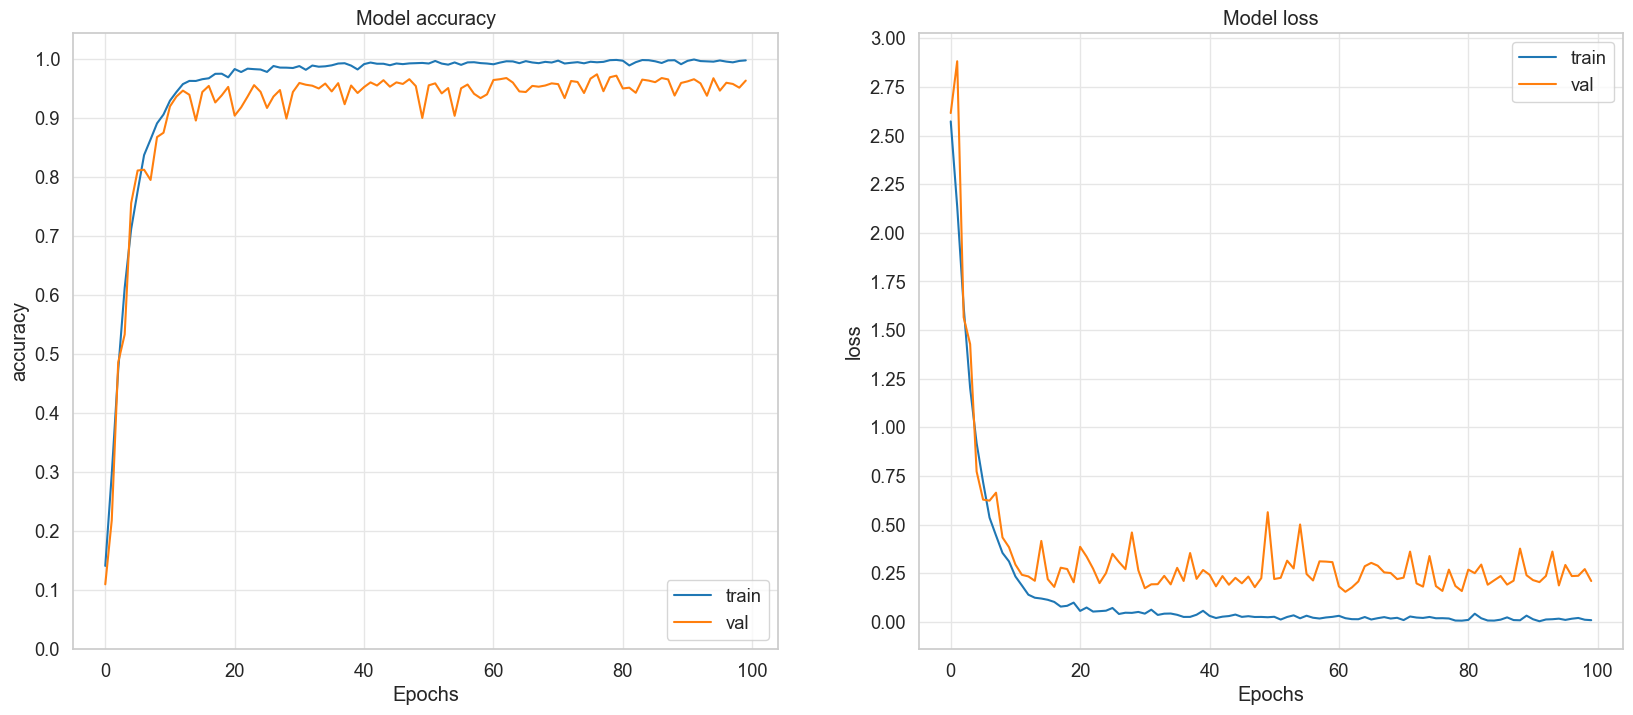 Model accuracy
1.0
0.9
0.8
0.7
0.6
0.5
0.4
0.3
0.2
0.1
0.0
accuracy
0 20 40 60 80 100
Epochs
train
val
Model loss
3.00
2.75
2.50
2.25
2.00
1.75
1.50
1.25
1.00
0.75
0.50
0.25
0.00
loss
0 20 40 60 80 100
Epochs
train
val